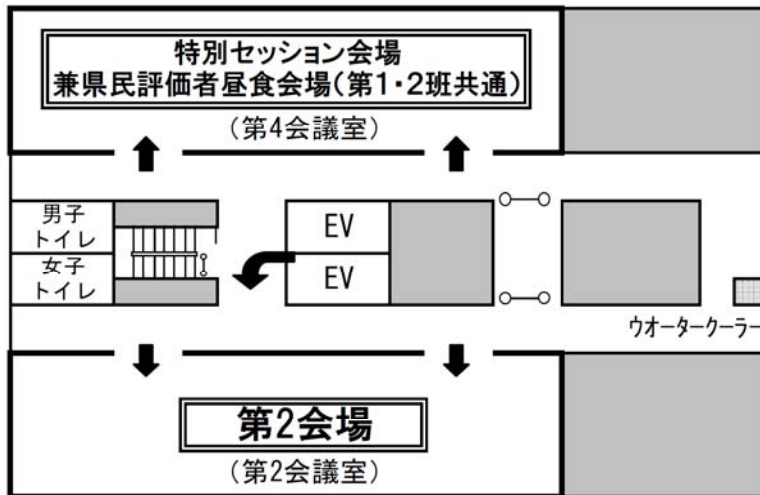 特別セッション会場
兼県民評価者昼食会場(第1・2班共通)
(第4会議室)
男子
トイレ
女子
トイレ
EV
EV
ウオータークーラー
第2会場
(第2会議室)